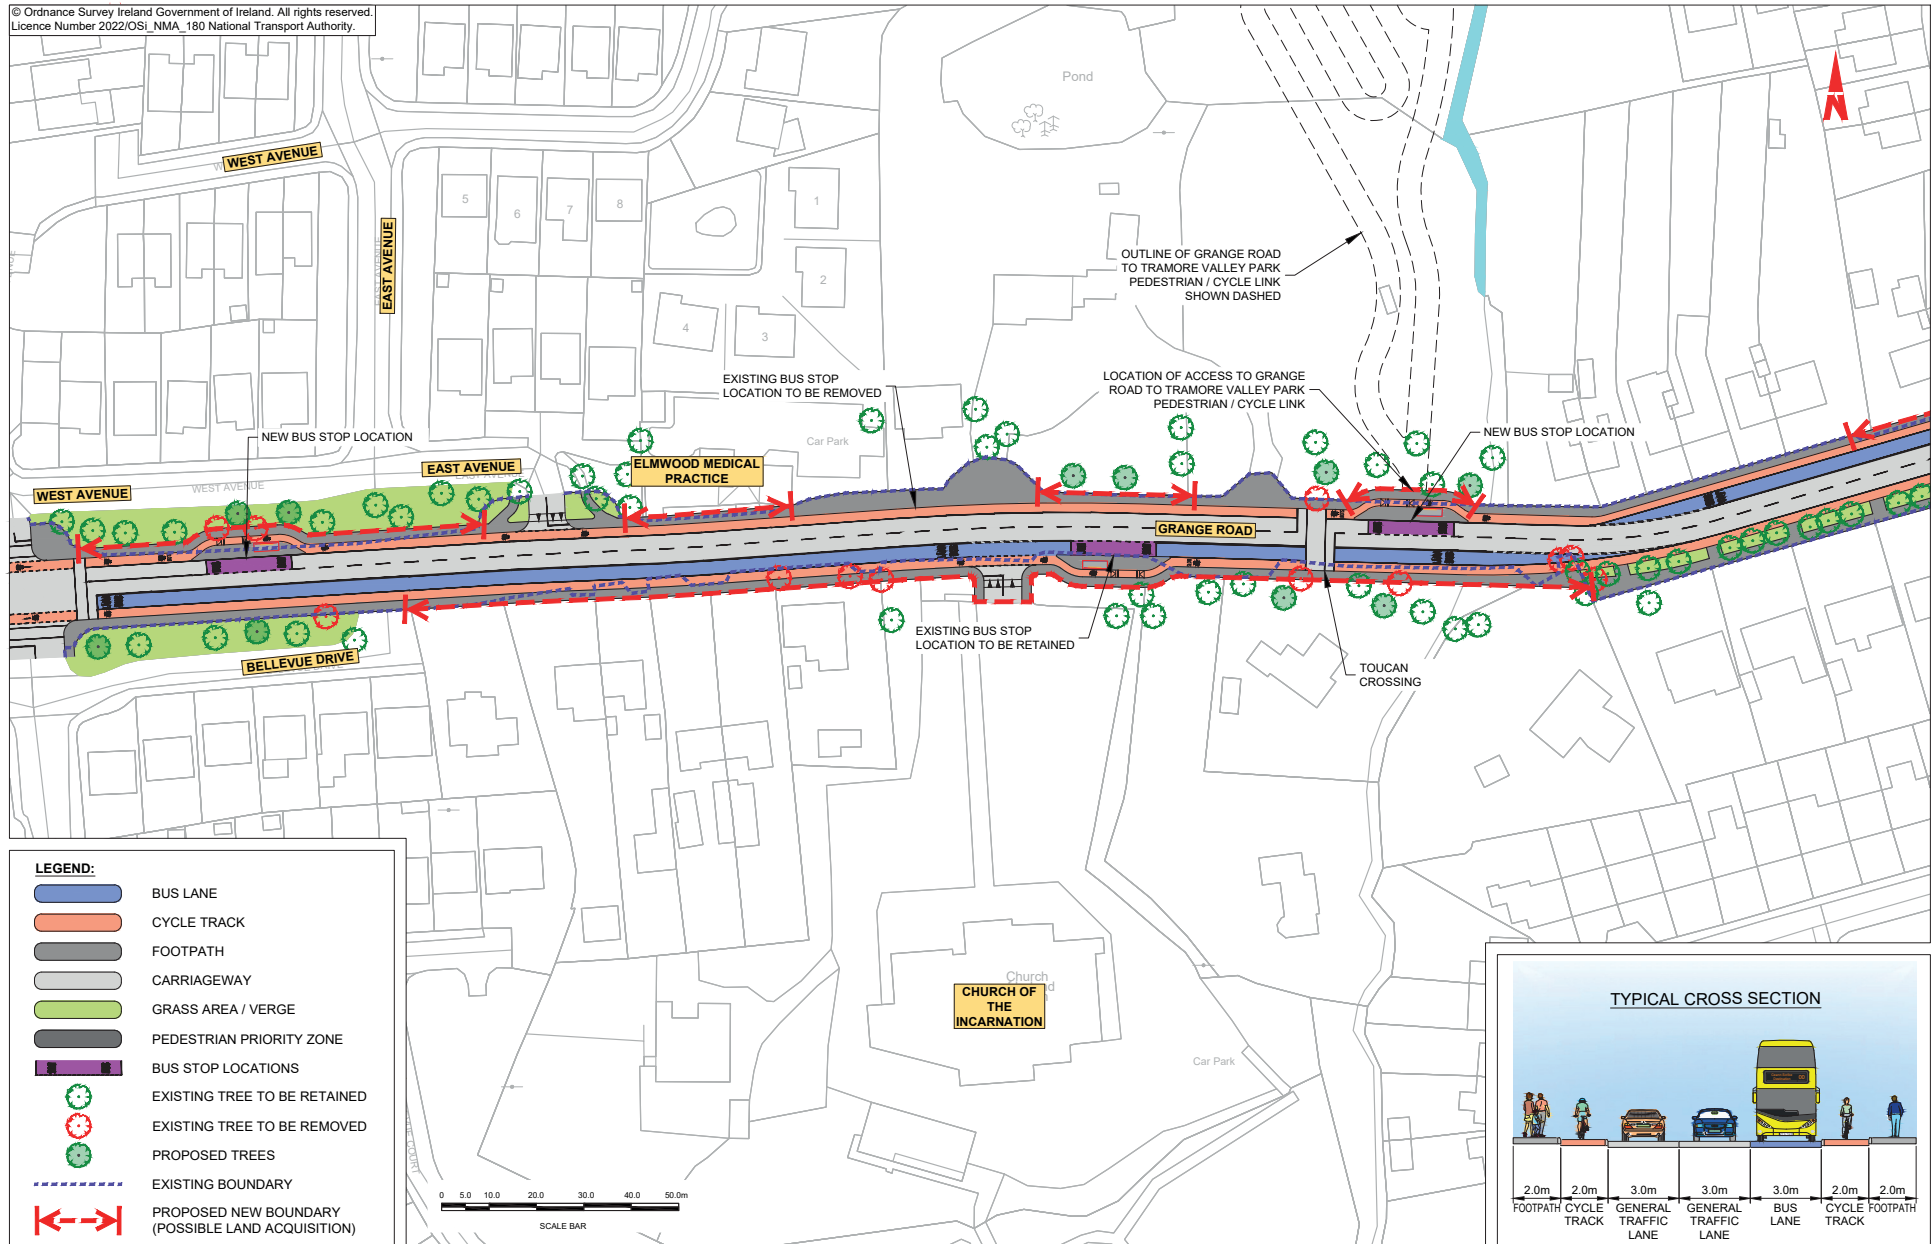 © Ordnance Survey Ireland Government of Ireland. All rights reserved.
Licence Number 2022/OSi_NMA_180 National Transport Authority.
Pond
N
WEST AVENUE
EAST AVENUE
5
6
7
8
1
2
3
4
OUTLINE OF GRANGE ROAD
TO TRAMORE VALLEY PARK
PEDESTRIAN / CYCLE LINK
SHOWN DASHED
EXISTING BUS STOP
LOCATION TO BE REMOVED
LOCATION OF ACCESS TO GRANGE
ROAD TO TRAMORE VALLEY PARK
PEDESTRIAN / CYCLE LINK
NEW BUS STOP LOCATION
NEW BUS STOP LOCATION
Car Park
EAST AVENUE
ELMWOOD MEDICAL
PRACTICE
WEST AVENUE
WEST AVENUE
GRANGE ROAD
EXISTING BUS STOP
LOCATION TO BE RETAINED
BELLEVUE DRIVE
TOUCAN
CROSSING
Church
CHURCH OF
THE
INCARNATION
Car Park
LEGEND:
BUS LANE
CYCLE TRACK
FOOTPATH
CARRIAGEWAY
GRASS AREA / VERGE
PEDESTRIAN PRIORITY ZONE
BUS STOP LOCATIONS
EXISTING TREE TO BE RETAINED
EXISTING TREE TO BE REMOVED
PROPOSED TREES
EXISTING BOUNDARY
PROPOSED NEW BOUNDARY
(POSSIBLE LAND ACQUISITION)
0 5.0 10.0 20.0 30.0 40.0 50.0m
SCALE BAR
TYPICAL CROSS SECTION
2.0m 2.0m 3.0m 3.0m 3.0m 2.0m 2.0m
FOOTPATH CYCLE GENERAL GENERAL BUS CYCLE FOOTPATH
TRACK TRAFFIC TRAFFIC LANE TRACK
LANE LANE